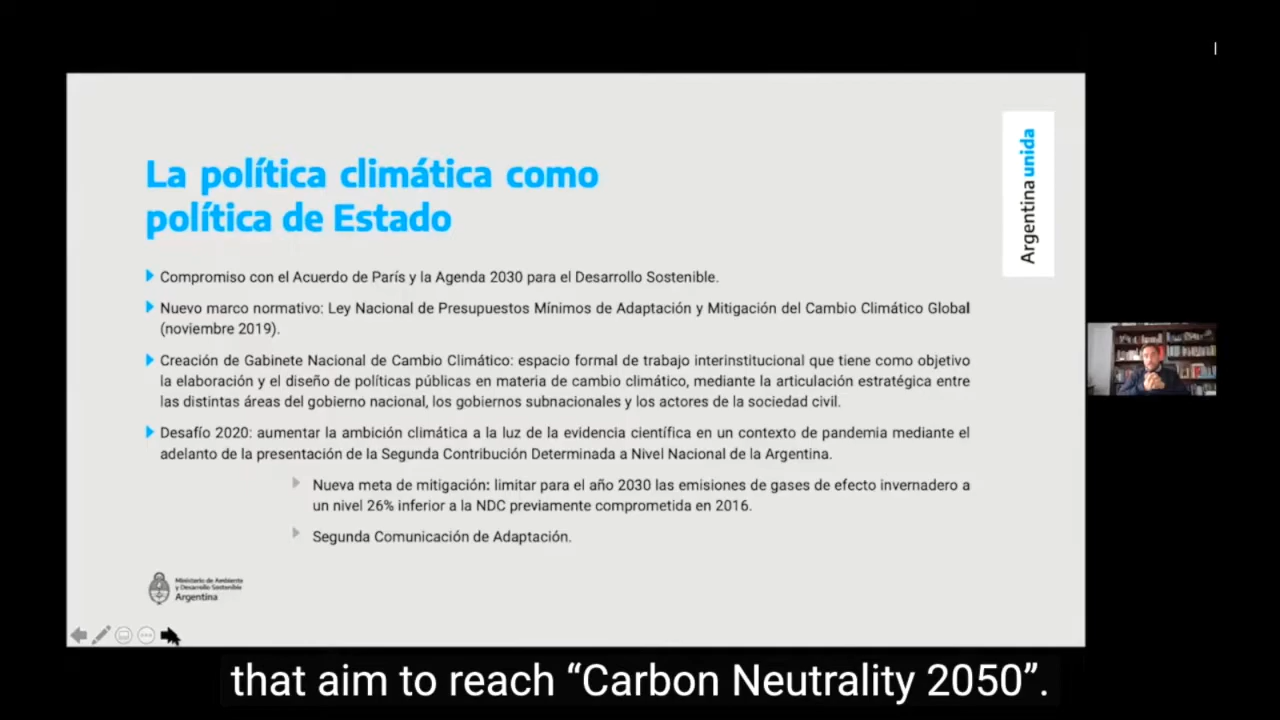 La política climática como
política de Estado
Argentina unida
Compromiso con el Acuerdo de París y la Agenda 2030 para el Desarrollo Sostenible.
Nuevo marco normativo: Ley Nacional de Presupuestos Mínimos de Adaptación y Mitigación del Cambio Climático Global
(noviembre 2019).
Creación de Gabinete Nacional de Cambio Climático: espacio formal de trabajo interinstitucional que tiene como objetivo
la elaboración y el diseño de políticas públicas en materia de cambio climático, mediante la articulación estratégica entre
las distintas áreas del gobierno nacional, los gobiernos subnacionales y los actores de la sociedad civil.
Desafío 2020: aumentar la ambición climática a la luz de la evidencia científica en un contexto de pandemia mediante el
adelanto de la presentación de la Segunda Contribución Determinada a Nivel Nacional de la Argentina.
Nueva meta de mitigación: limitar para el año 2030 las emisiones de gases de efecto invernadero a
un nivel 26% inferior a la NDC previamente comprometida en 2016.
Segunda Comunicación de Adaptación.
Ministerio de Ambiente
y Desarrollo Sostenible
Argentina
that aim to reach “Carbon Neutrality 2050”.